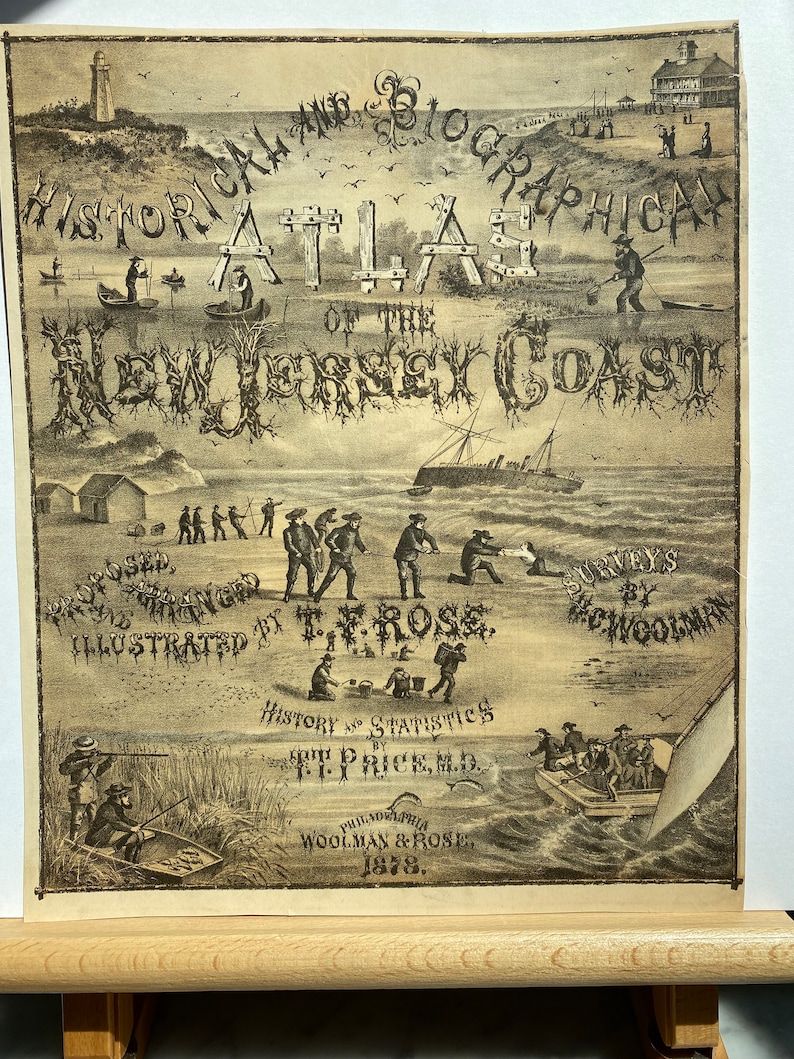 HISTORICAL AND BIOGRAPHICAL
ATLAS
OF THE
NEW JERSEY COAST
PROPOSED,
ARRANGED
AND
ILLUSTRATED BY T.F. ROSE.
SURVEYS
BY
H.C. WOOLMAN
HISTORY AND STATISTICS
BY
T.T. PRICE, M.D.
PHILADELPHIA
WOOLMAN & ROSE,
1878.